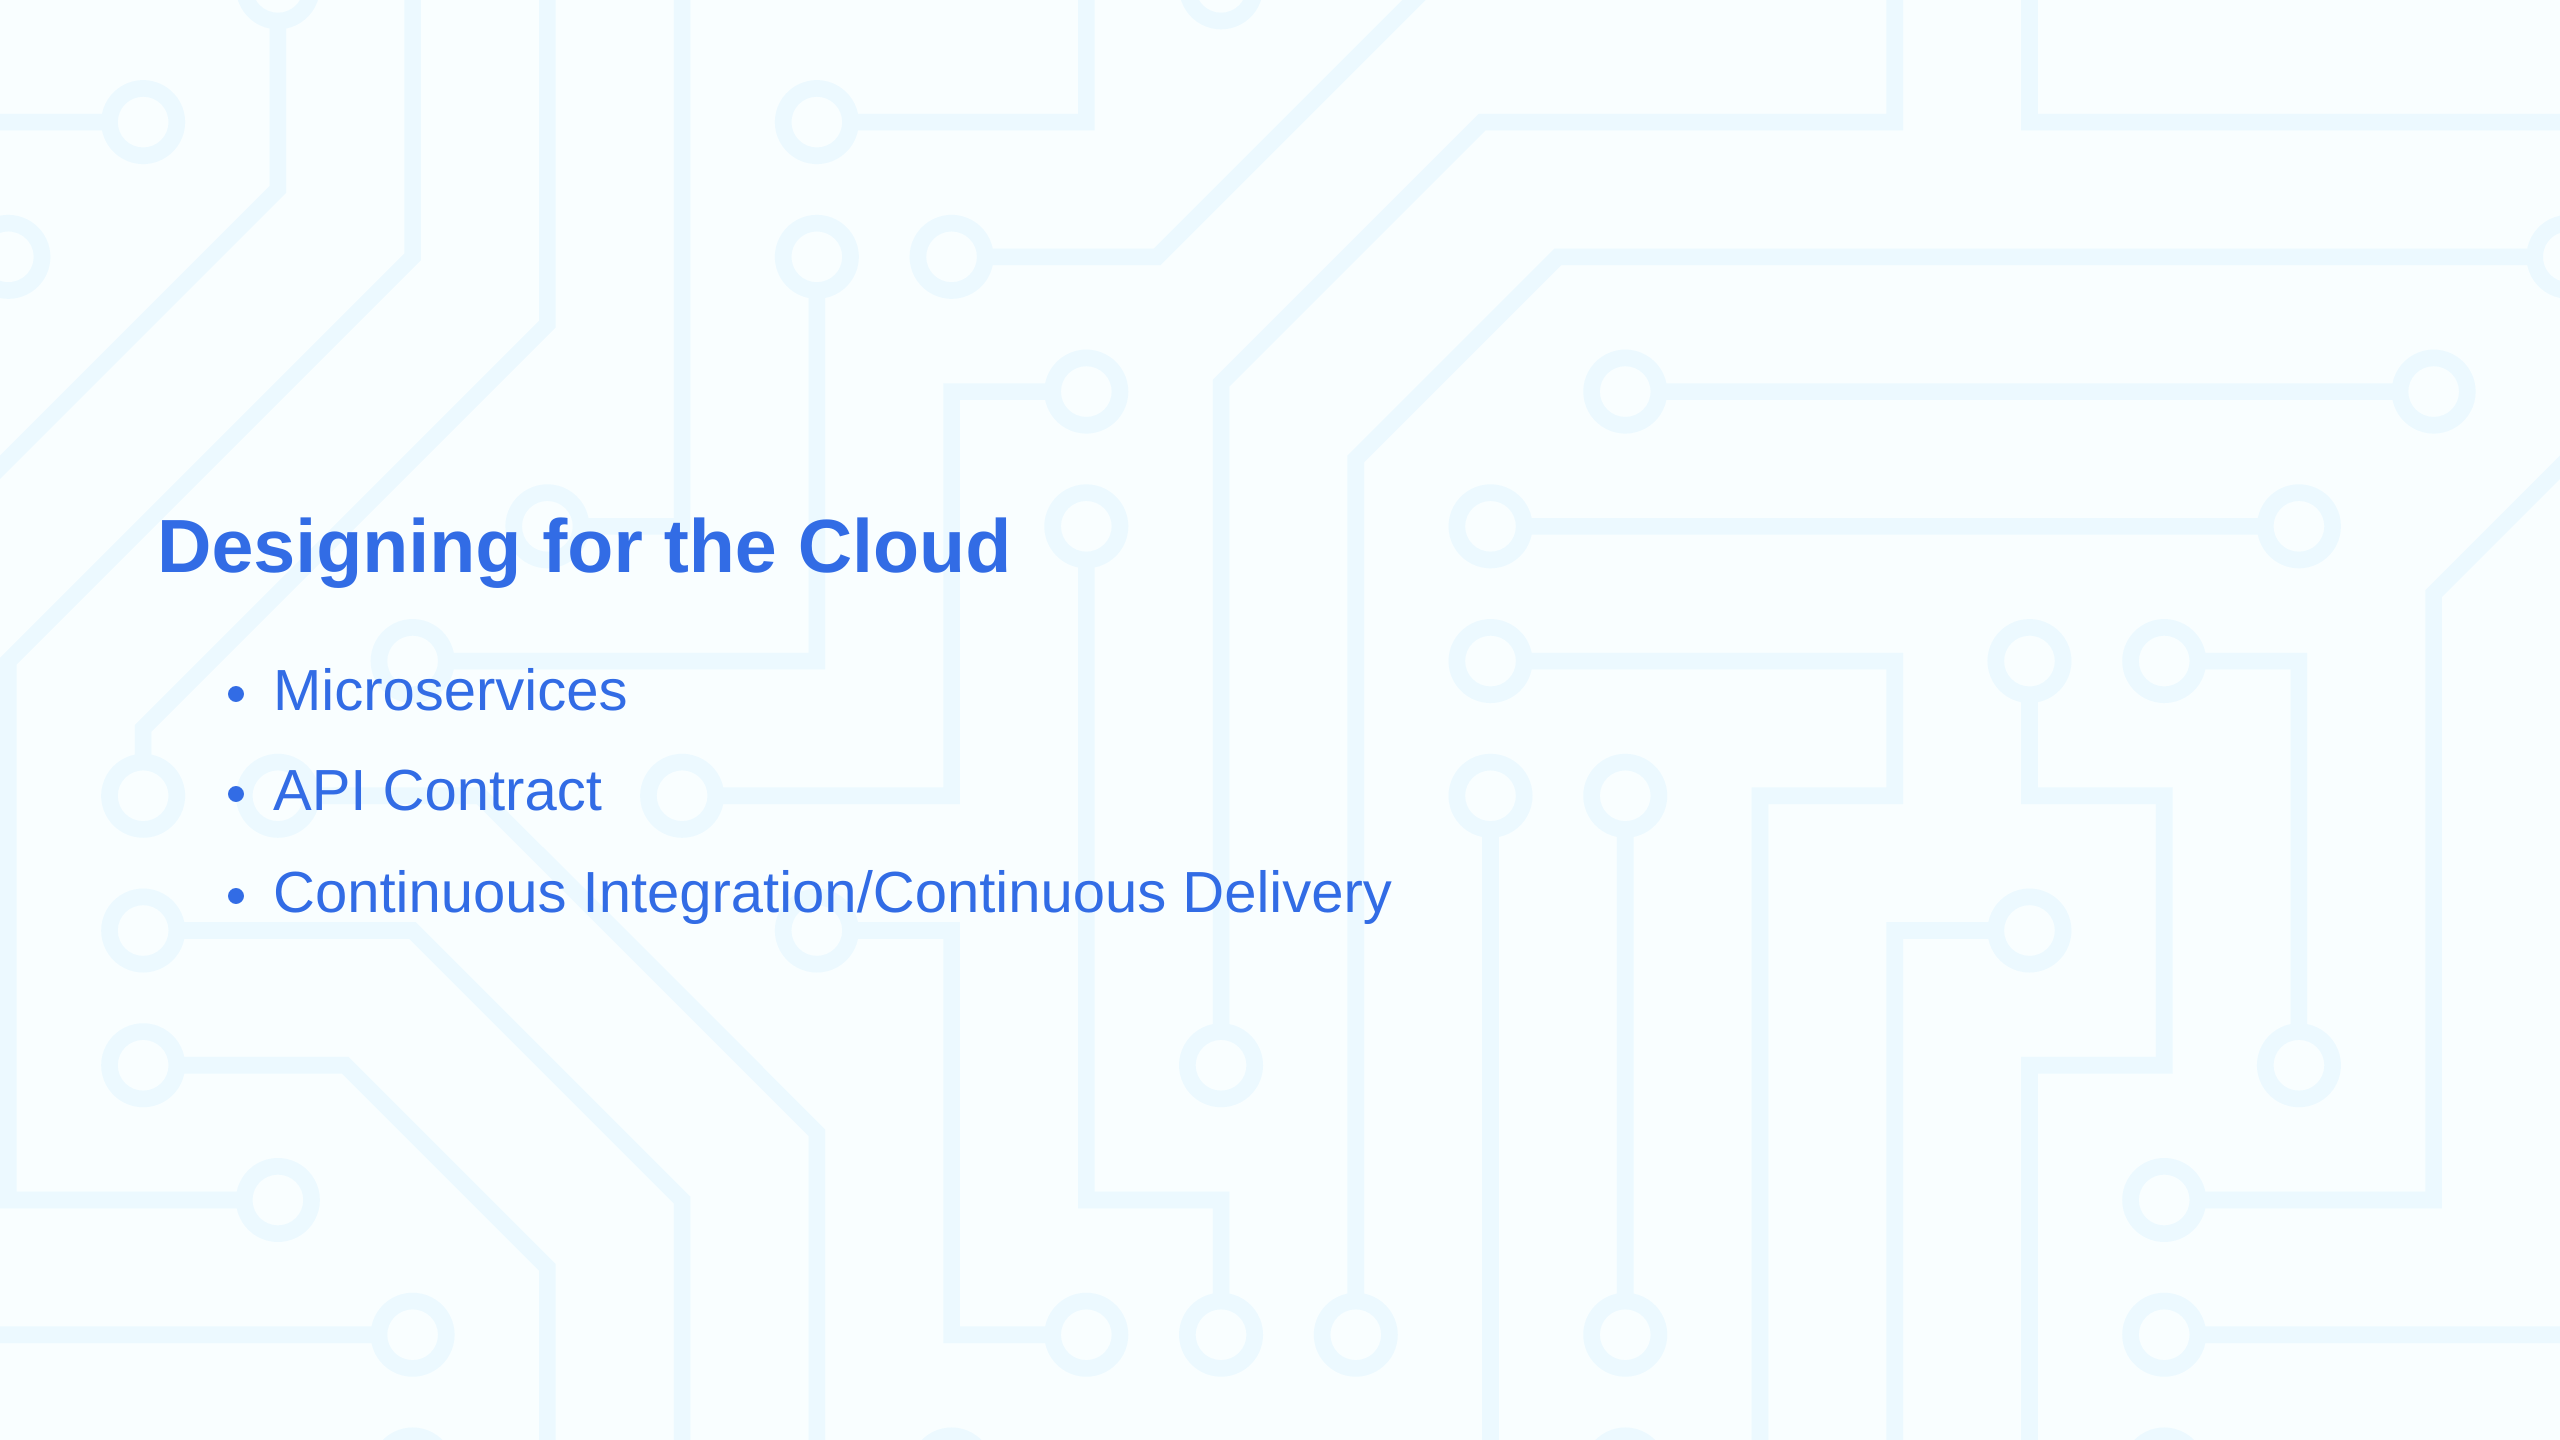 Designing for the Cloud
• Microservices
• API Contract
• Continuous Integration/Continuous Delivery